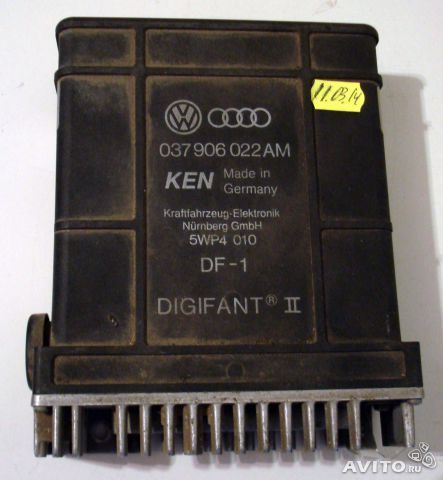 11.03.14
037 906 022 AM
KEN Made in Germany
Kraftfahrzeug-Elektronik
Nürnberg GmbH
5WP4 010
DF-1
DIGIFANT® II
AVITO.ru